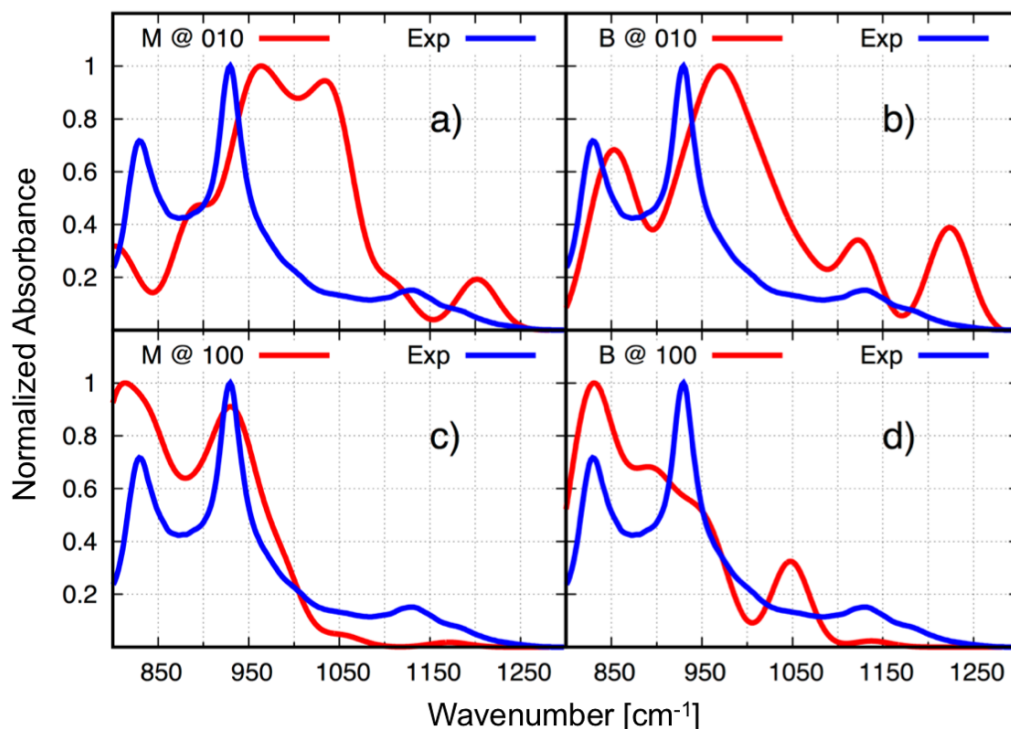 M @ 010 Exp B @ 010 Exp
1
0.8
0.6
0.4
0.2
a) b)
M @ 100 Exp B @ 100 Exp
1
0.8
0.6
0.4
0.2
c) d)
Normalized Absorbance
850 950 1050 1150 1250 850 950 1050 1150 1250
Wavenumber [cm⁻¹]